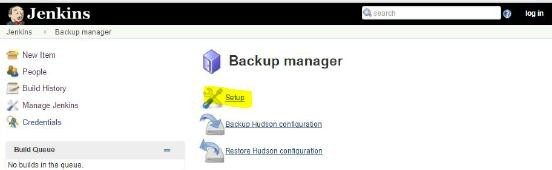 Jenkins
search
log in
Jenkins
Backup manager
New Item
People
Build History
Manage Jenkins
Credentials
Build Queue
No builds in the queue.
Backup manager
Setup
Backup Hudson configuration
Restore Hudson configuration